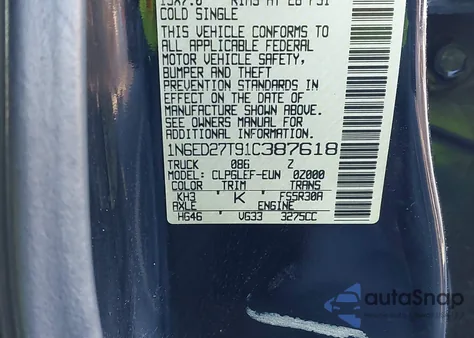 COLD SINGLE
THIS VEHICLE CONFORMS TO
ALL APPLICABLE FEDERAL
MOTOR VEHICLE SAFETY,
BUMPER AND THEFT
PREVENTION STANDARDS IN
EFFECT ON THE DATE OF
MANUFACTURE SHOWN ABOVE.
SEE OWNERS MANUAL FOR
ADDITIONAL INFORMATION
1N6ED27T91C387618
TRUCK 086 Z
MODEL: CLPGLEF-EUN 0Z000
COLOR TRIM TRANS
KH3 K FS5R30A
AXLE ENGINE
HG46 VG33 3275CC
autoSnap